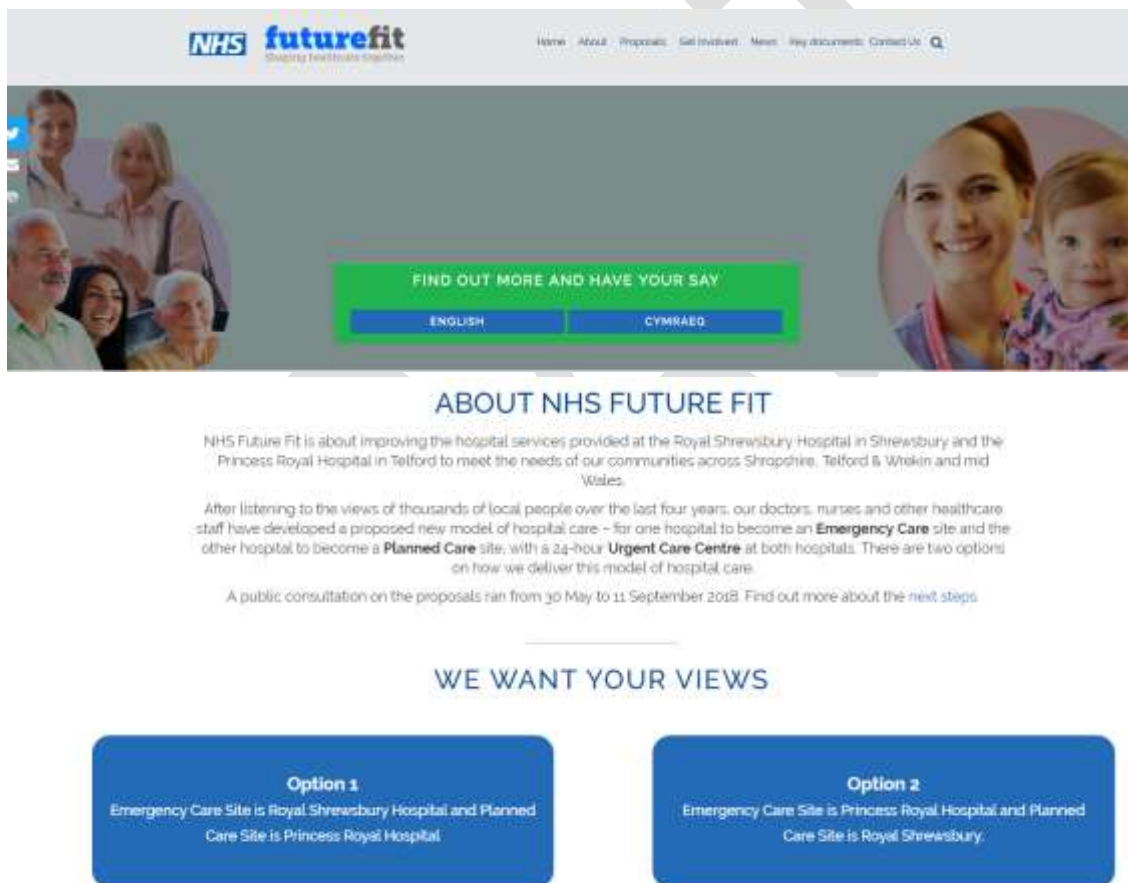 NHS futurefit
Shaping healthcare together
Home About Proposals Get Involved News Key documents Contact Us
FIND OUT MORE AND HAVE YOUR SAY
ENGLISH CYMRAEG
ABOUT NHS FUTURE FIT
NHS Future Fit is about improving the hospital services provided at the Royal Shrewsbury Hospital in Shrewsbury and the
Princess Royal Hospital in Telford to meet the needs of our communities across Shropshire, Telford & Wrekin and mid
Wales.
After listening to the views of thousands of local people over the last four years, our doctors, nurses and other healthcare
staff have developed a proposed new model of hospital care – for one hospital to become an Emergency Care site and the
other hospital to become a Planned Care site, with a 24-hour Urgent Care Centre at both hospitals. There are two options
on how we deliver this model of hospital care.
A public consultation on the proposals ran from 30 May to 11 September 2018. Find out more about the next steps
WE WANT YOUR VIEWS
Option 1
Emergency Care Site is Royal Shrewsbury Hospital and Planned
Care Site is Princess Royal Hospital
Option 2
Emergency Care Site is Princess Royal Hospital and Planned
Care Site is Royal Shrewsbury.